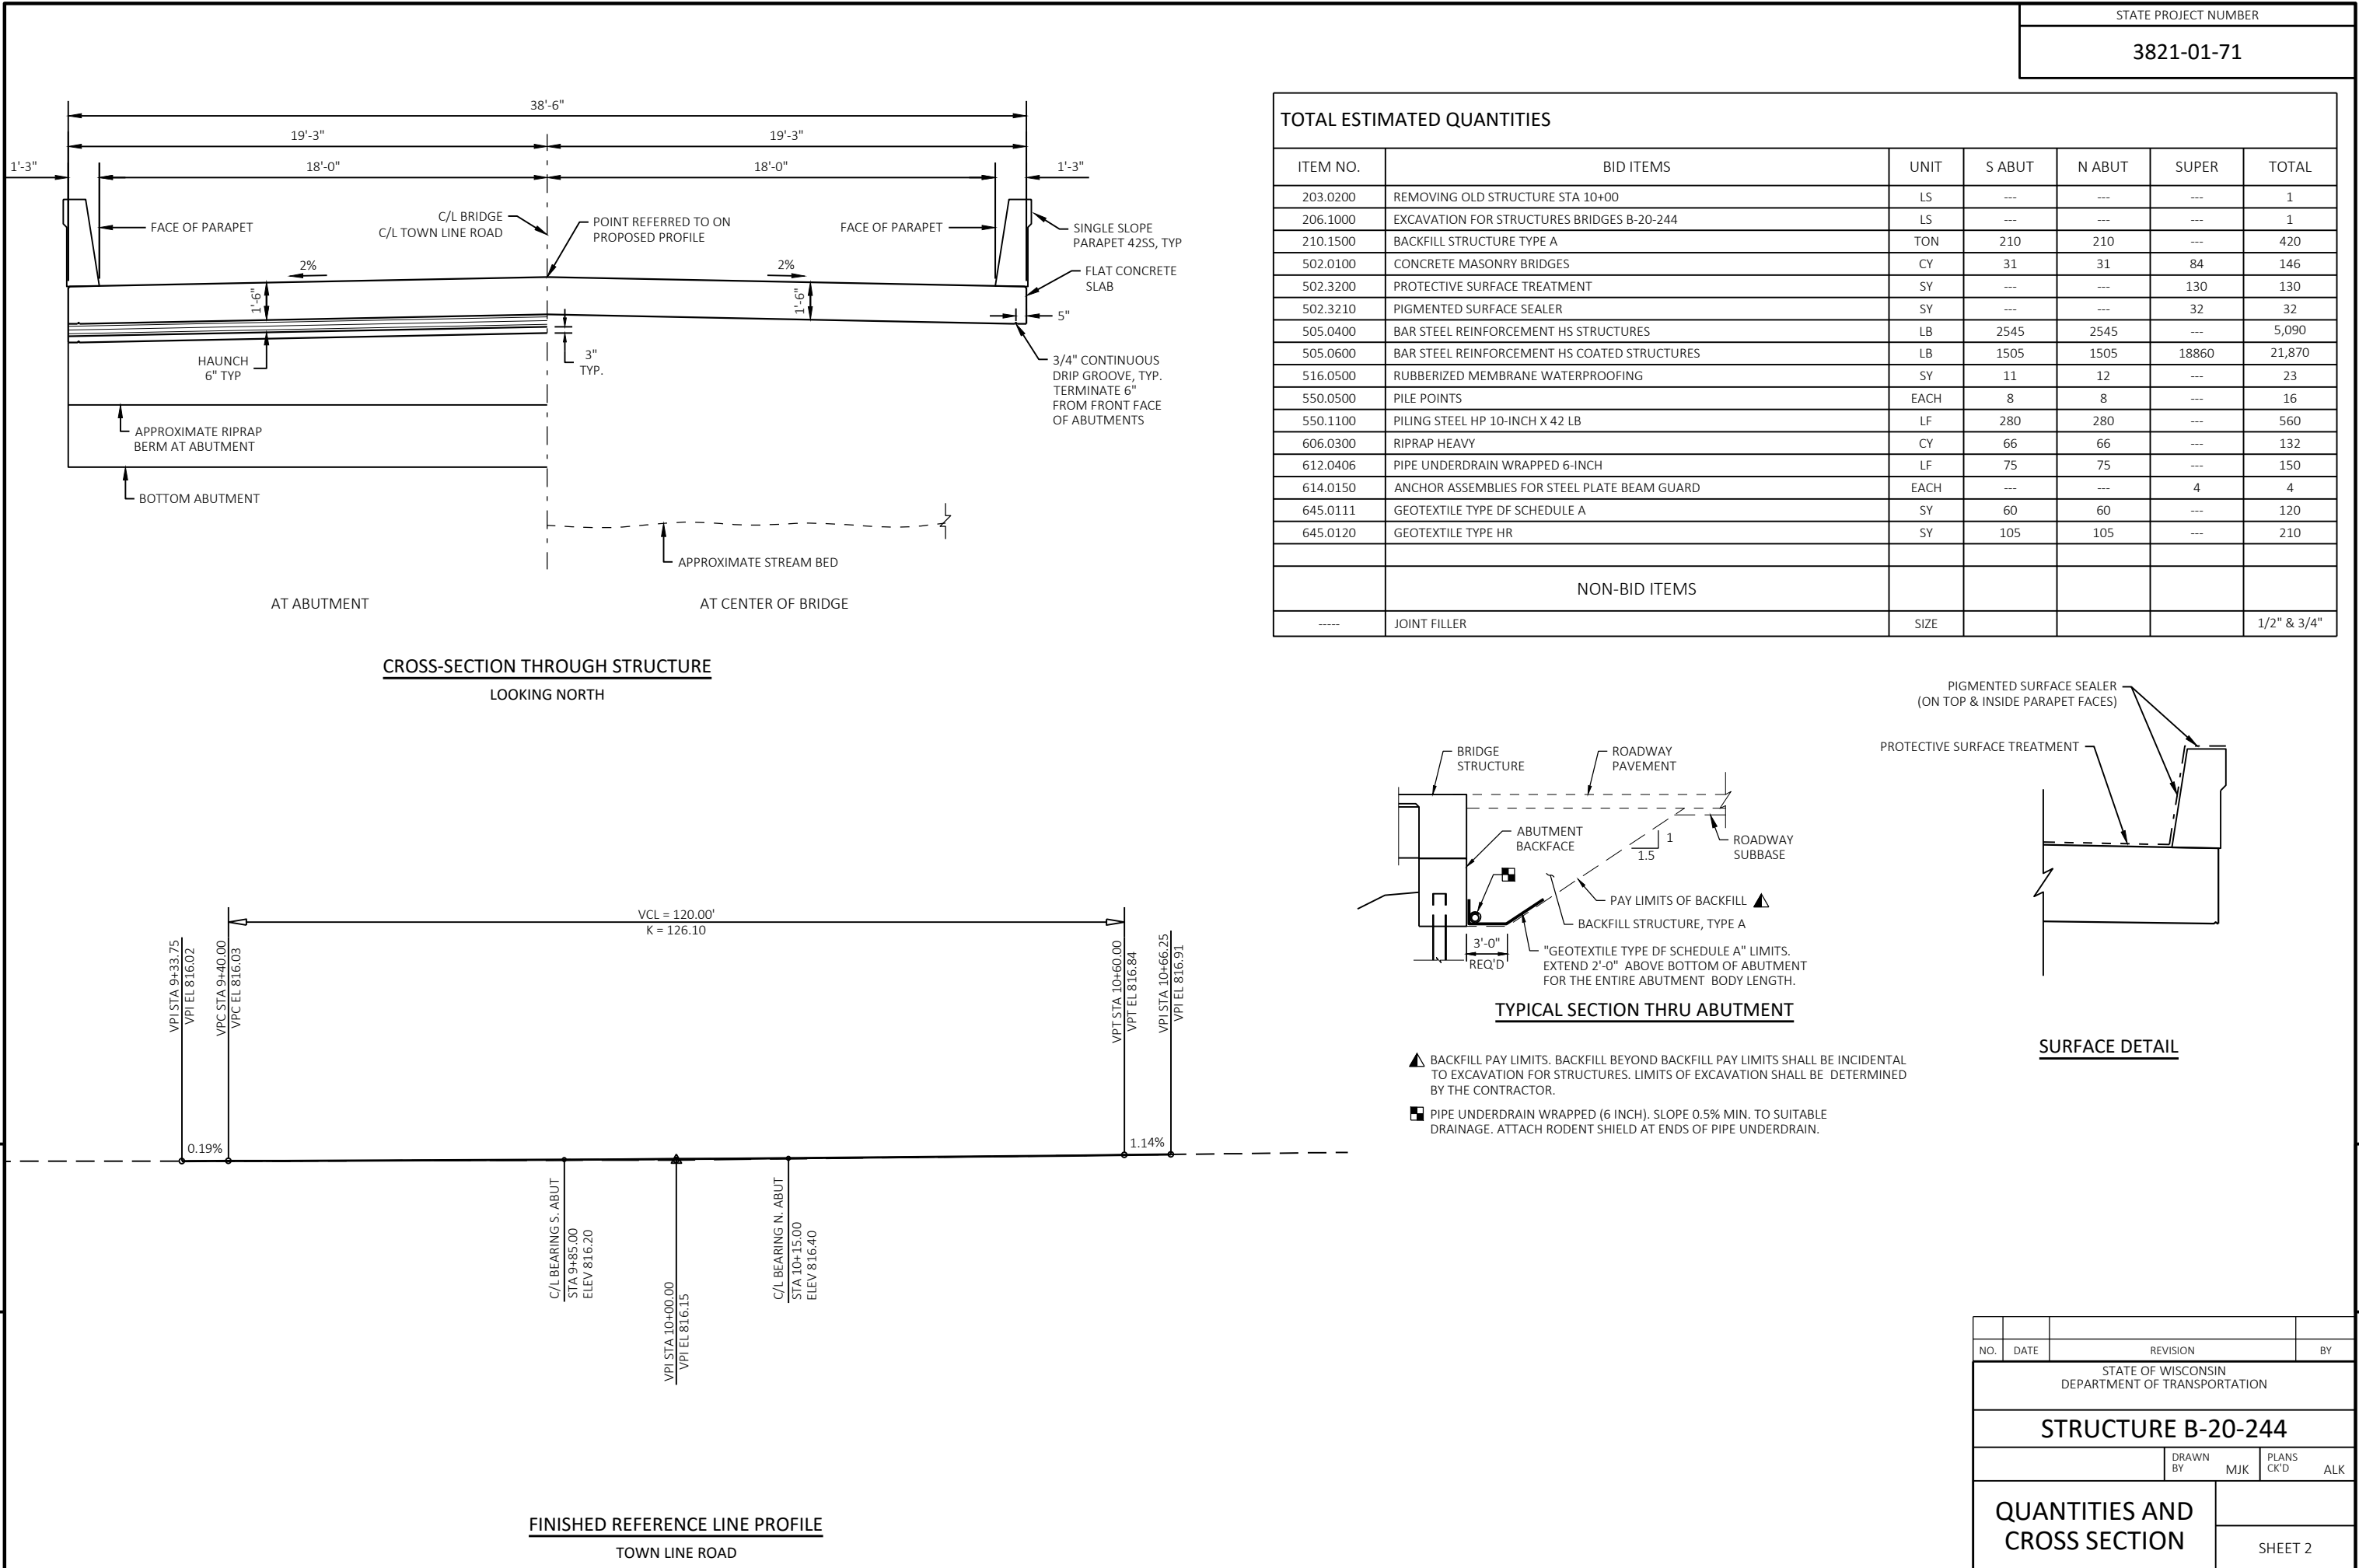 STATE PROJECT NUMBER
3821-01-71
38'-6"
19'-3" 19'-3"
1'-3" 18'-0" 18'-0" 1'-3"
FACE OF PARAPET
C/L BRIDGE
C/L TOWN LINE ROAD
POINT REFERRED TO ON
PROPOSED PROFILE
FACE OF PARAPET
SINGLE SLOPE
PARAPET 42SS, TYP
2% 2%
FLAT CONCRETE
SLAB
1'-6" 1'-6"
5"
HAUNCH
6" TYP
3"
TYP.
3/4" CONTINUOUS
DRIP GROOVE, TYP.
TERMINATE 6"
FROM FRONT FACE
OF ABUTMENTS
APPROXIMATE RIPRAP
BERM AT ABUTMENT
BOTTOM ABUTMENT
APPROXIMATE STREAM BED
AT ABUTMENT AT CENTER OF BRIDGE
CROSS-SECTION THROUGH STRUCTURE
LOOKING NORTH
TOTAL ESTIMATED QUANTITIES
ITEM NO. BID ITEMS UNIT S ABUT N ABUT SUPER TOTAL
203.0200 REMOVING OLD STRUCTURE STA 10+00 LS --- --- --- 1
206.1000 EXCAVATION FOR STRUCTURES BRIDGES B-20-244 LS --- --- --- 1
210.1500 BACKFILL STRUCTURE TYPE A TON 210 210 --- 420
502.0100 CONCRETE MASONRY BRIDGES CY 31 31 84 146
502.3200 PROTECTIVE SURFACE TREATMENT SY --- --- 130 130
502.3210 PIGMENTED SURFACE SEALER SY --- --- 32 32
505.0400 BAR STEEL REINFORCEMENT HS STRUCTURES LB 2545 2545 --- 5,090
505.0600 BAR STEEL REINFORCEMENT HS COATED STRUCTURES LB 1505 1505 18860 21,870
516.0500 RUBBERIZED MEMBRANE WATERPROOFING SY 11 12 --- 23
550.0500 PILE POINTS EACH 8 8 --- 16
550.1100 PILING STEEL HP 10-INCH X 42 LB LF 280 280 --- 560
606.0300 RIPRAP HEAVY CY 66 66 --- 132
612.0406 PIPE UNDERDRAIN WRAPPED 6-INCH LF 75 75 --- 150
614.0150 ANCHOR ASSEMBLIES FOR STEEL PLATE BEAM GUARD EACH --- --- 4 4
645.0111 GEOTEXTILE TYPE DF SCHEDULE A SY 60 60 --- 120
645.0120 GEOTEXTILE TYPE HR SY 105 105 --- 210
NON-BID ITEMS
----- JOINT FILLER SIZE 1/2" & 3/4"
PIGMENTED SURFACE SEALER
(ON TOP & INSIDE PARAPET FACES)
PROTECTIVE SURFACE TREATMENT
SURFACE DETAIL
BRIDGE
STRUCTURE
ROADWAY
PAVEMENT
ABUTMENT
BACKFACE
1
1.5
ROADWAY
SUBBASE
PAY LIMITS OF BACKFILL
BACKFILL STRUCTURE, TYPE A
3'-0"
REQ'D
"GEOTEXTILE TYPE DF SCHEDULE A" LIMITS.
EXTEND 2'-0" ABOVE BOTTOM OF ABUTMENT
FOR THE ENTIRE ABUTMENT BODY LENGTH.
TYPICAL SECTION THRU ABUTMENT
BACKFILL PAY LIMITS. BACKFILL BEYOND BACKFILL PAY LIMITS SHALL BE INCIDENTAL
TO EXCAVATION FOR STRUCTURES. LIMITS OF EXCAVATION SHALL BE DETERMINED
BY THE CONTRACTOR.
PIPE UNDERDRAIN WRAPPED (6 INCH). SLOPE 0.5% MIN. TO SUITABLE
DRAINAGE. ATTACH RODENT SHIELD AT ENDS OF PIPE UNDERDRAIN.
VCL = 120.00'
K = 126.10
VPI STA 9+33.75
VPI EL 816.02
VPC STA 9+40.00
VPC EL 816.03
VPT STA 10+60.00
VPT EL 816.84
VPI STA 10+66.25
VPI EL 816.91
0.19% 1.14%
C/L BEARING S. ABUT
STA 9+85.00
ELEV 816.20
VPI STA 10+00.00
VPI EL 816.15
C/L BEARING N. ABUT
STA 10+15.00
ELEV 816.40
FINISHED REFERENCE LINE PROFILE
TOWN LINE ROAD
NO. DATE REVISION BY
STATE OF WISCONSIN
DEPARTMENT OF TRANSPORTATION
STRUCTURE B-20-244
DRAWN
BY MJK
PLANS
CK'D ALK
QUANTITIES AND
CROSS SECTION
SHEET 2